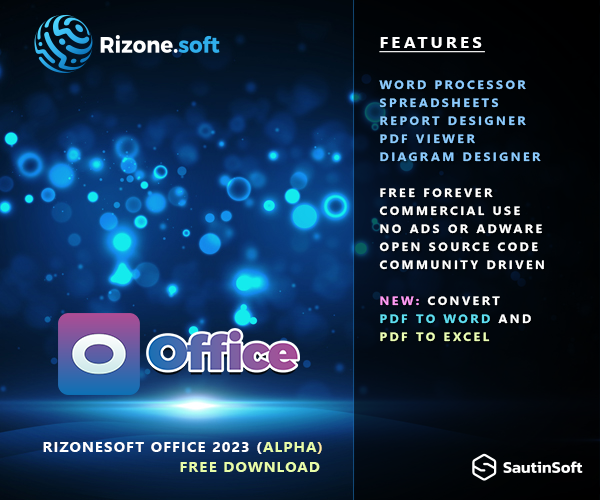 Rizone.soft
Office
RIZONESOFT OFFICE 2023 (ALPHA)
FREE DOWNLOAD
FEATURES
WORD PROCESSOR
SPREADSHEETS
REPORT DESIGNER
PDF VIEWER
DIAGRAM DESIGNER
FREE FOREVER
COMMERCIAL USE
NO ADS OR ADWARE
OPEN SOURCE CODE
COMMUNITY DRIVEN
NEW: CONVERT
PDF TO WORD AND
PDF TO EXCEL
SautinSoft